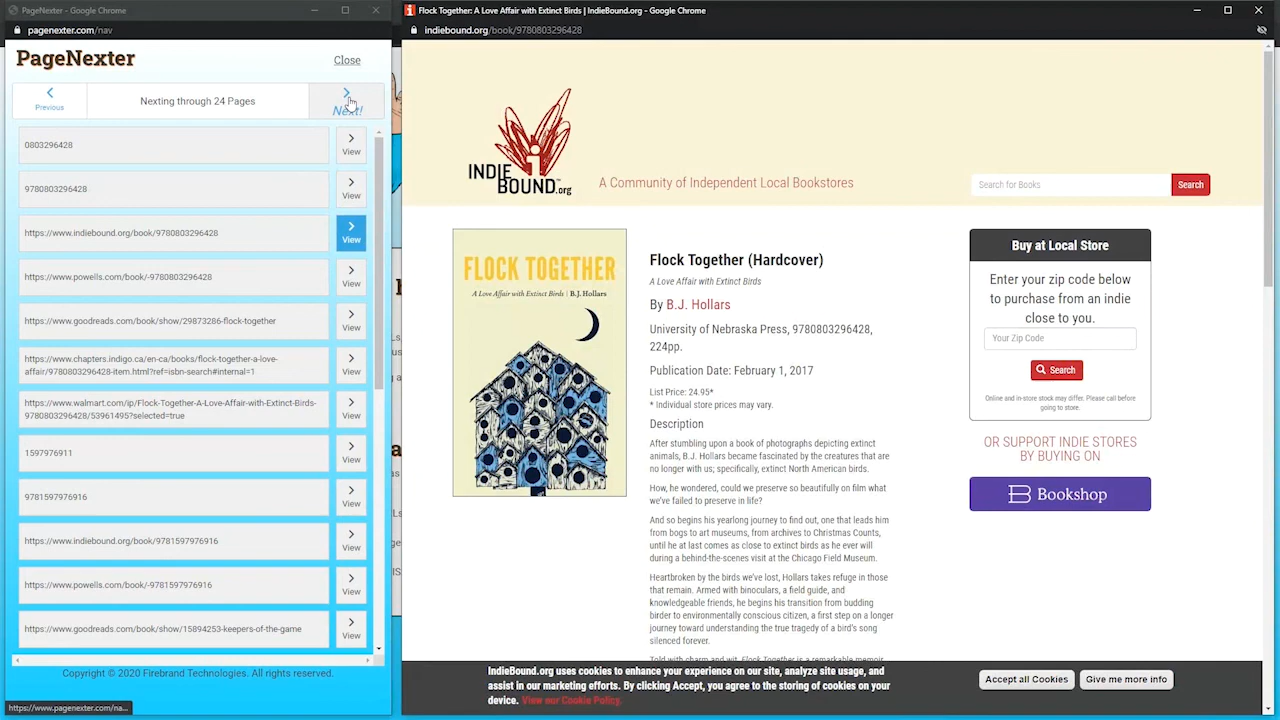 PageNexter - Google Chrome
pagenexter.com/nav
PageNexter
Close
Previous
Nexting through 24 Pages
Next!
0803296428
View
9780803296428
View
https://www.indiebound.org/book/9780803296428
View
https://www.powells.com/book/-9780803296428
View
https://www.goodreads.com/book/show/29873286-flock-together
View
https://www.chapters.indigo.ca/en-ca/books/flock-together-a-love-
affair/9780803296428-item.html?ref=isbn-search#internal=1
View
https://www.walmart.com/ip/Flock-Together-A-Love-Affair-with-Extinct-Birds-
9780803296428/53961495?selected=true
View
1597976911
View
9781597976916
View
https://www.indiebound.org/book/9781597976916
View
https://www.powells.com/book/-9781597976916
View
https://www.goodreads.com/book/show/15894253-keepers-of-the-game
View
Copyright © 2020 Firebrand Technologies. All rights reserved.
https://www.pagenexter.com/na...
Flock Together: A Love Affair with Extinct Birds | IndieBound.org - Google Chrome
indiebound.org/book/9780803296428
INDIE
BOUND.org
A Community of Independent Local Bookstores
Search for Books
Search
FLOCK TOGETHER
A Love Affair with Extinct Birds | B.J. Hollars
Flock Together (Hardcover)
A Love Affair with Extinct Birds
By B.J. Hollars
University of Nebraska Press, 9780803296428,
224pp.
Publication Date: February 1, 2017
List Price: 24.95*
* Individual store prices may vary.
Description
After stumbling upon a book of photographs depicting extinct
animals, B.J. Hollars became fascinated by the creatures that are
no longer with us; specifically, extinct North American birds.
How, he wondered, could we preserve so beautifully on film what
we've failed to preserve in life?
And so begins his yearlong journey to find out, one that leads him
from bogs to art museums, from archives to Christmas Counts,
until he at last comes as close to extinct birds as he ever will
during a behind-the-scenes visit at the Chicago Field Museum.
Heartbroken by the birds we've lost, Hollars takes refuge in those
that remain. Armed with binoculars, a field guide, and
knowledgeable friends, he begins his transition from budding
birder to environmentally conscious citizen, a first step on a longer
journey toward understanding the true tragedy of a bird's song
silenced forever.
Told with charm and wit, Flock Together is a remarkable memoir
Buy at Local Store
Enter your zip code below
to purchase from an indie
close to you.
Your Zip Code
Search
Online and in-store stock may differ. Please call before
going to store.
OR SUPPORT INDIE STORES
BY BUYING ON
Bookshop
IndieBound.org uses cookies to enhance your experience on our site, analyze site usage, and
assist in our marketing efforts. By clicking Accept, you agree to the storing of cookies on your
device. View our Cookie Policy.
Accept all Cookies
Give me more info